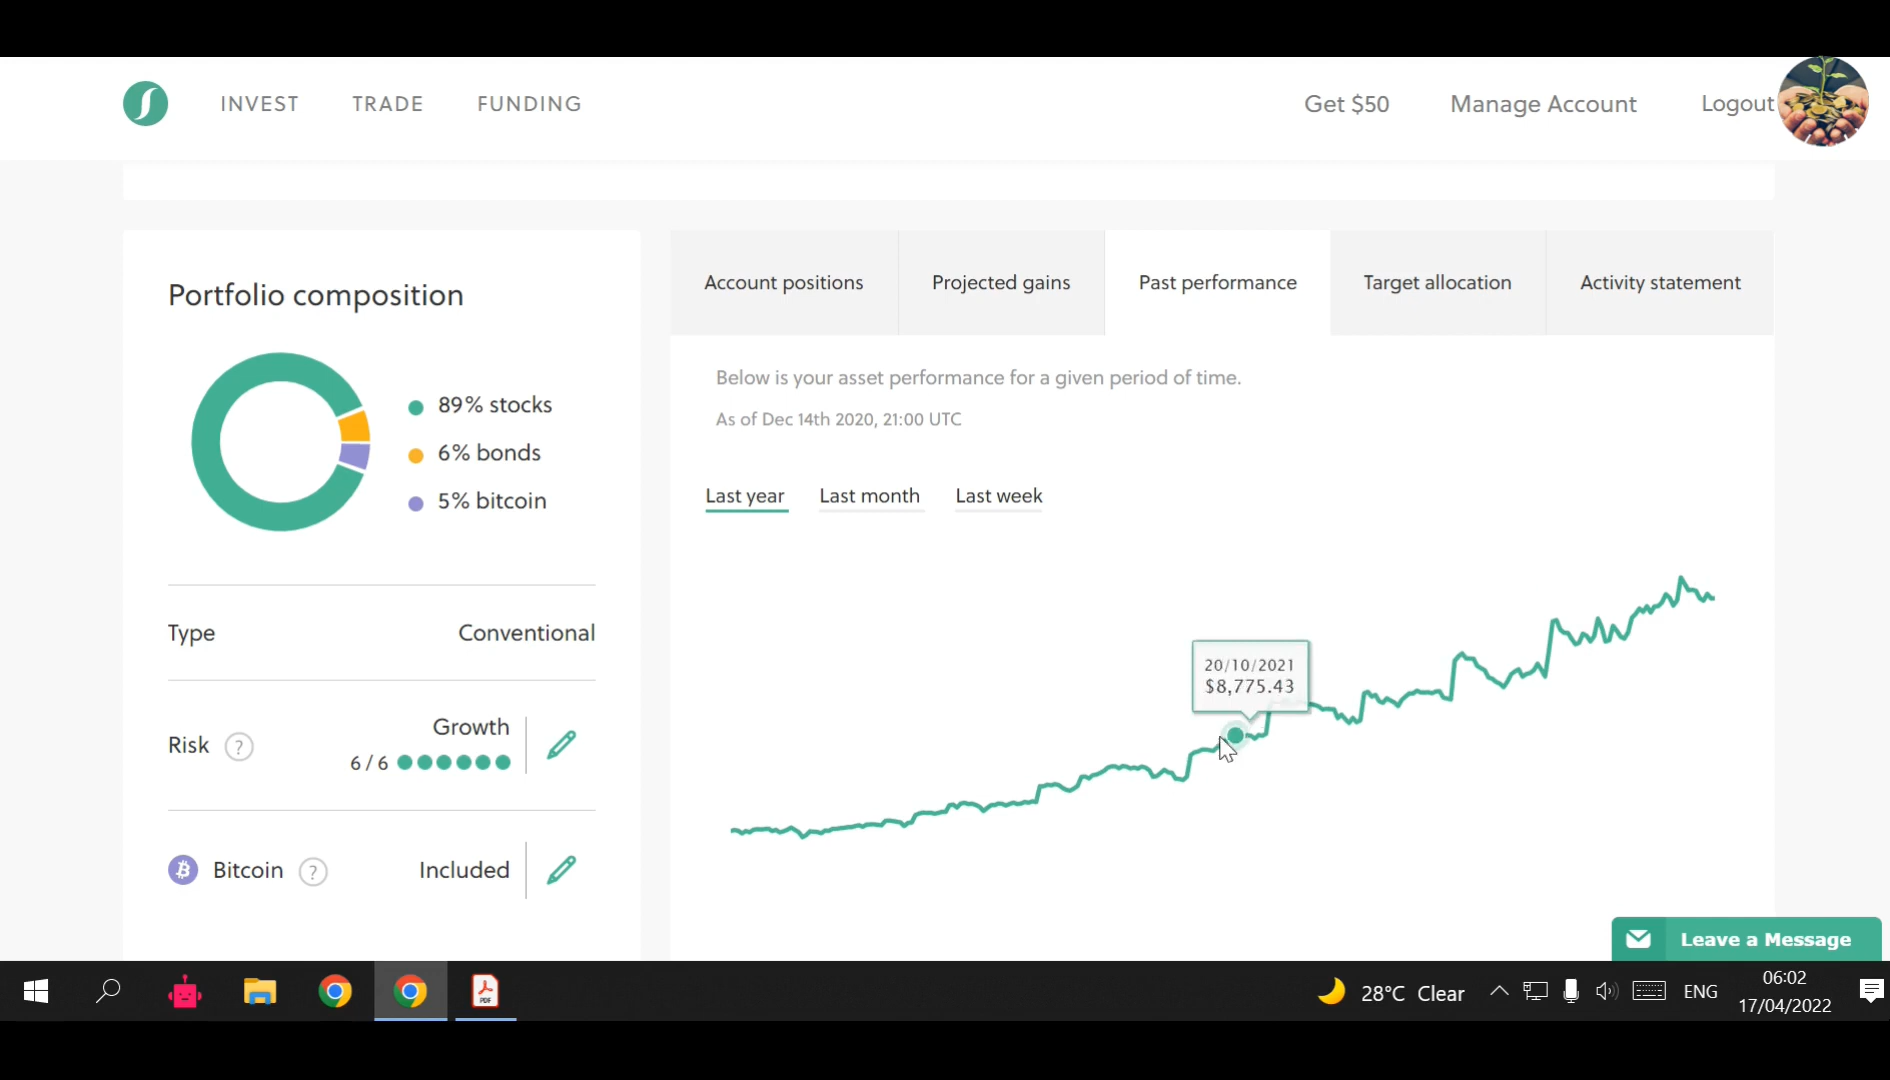 INVEST TRADE FUNDING Get $50 Manage Account Logout
Portfolio composition
89% stocks
6% bonds
5% bitcoin
Type Conventional
Risk ? Growth
6 / 6
Bitcoin ? Included
Account positions Projected gains Past performance Target allocation Activity statement
Below is your asset performance for a given period of time.
As of Dec 14th 2020, 21:00 UTC
Last year Last month Last week
20/10/2021
$8,775.43
Leave a Message
PDF
28°C Clear ENG
06:02
17/04/2022